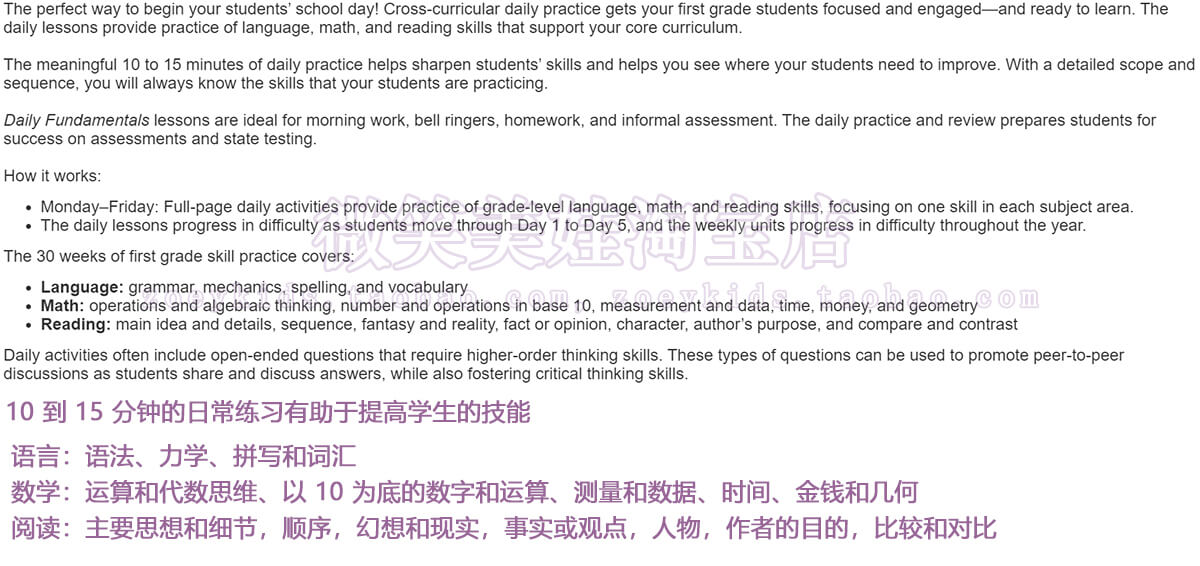 The perfect way to begin your students’ school day! Cross-curricular daily practice gets your first grade students focused and engaged—and ready to learn. The
daily lessons provide practice of language, math, and reading skills that support your core curriculum.
The meaningful 10 to 15 minutes of daily practice helps sharpen students’ skills and helps you see where your students need to improve. With a detailed scope and
sequence, you will always know the skills that your students are practicing.
Daily Fundamentals lessons are ideal for morning work, bell ringers, homework, and informal assessment. The daily practice and review prepares students for
success on assessments and state testing.
How it works:
• Monday–Friday: Full-page daily activities provide practice of grade-level language, math, and reading skills, focusing on one skill in each subject area.
• The daily lessons progress in difficulty as students move through Day 1 to Day 5, and the weekly units progress in difficulty throughout the year.
微笑美娃淘宝店
The 30 weeks of first grade skill practice covers:
• Language: grammar, mechanics, spelling, and vocabulary
zoeykids.taobao.com, zoeykids.taobao.com
• Math: operations and algebraic thinking, number and operations in base 10, measurement and data, time, money, and geometry
• Reading: main idea and details, sequence, fantasy and reality, fact or opinion, character, author’s purpose, and compare and contrast
Daily activities often include open-ended questions that require higher-order thinking skills. These types of questions can be used to promote peer-to-peer
discussions as students share and discuss answers, while also fostering critical thinking skills.
10 到 15 分钟的日常练习有助于提高学生的技能
语言：语法、力学、拼写和词汇
数学：运算和代数思维、以 10 为底的数字和运算、测量和数据、时间、金钱和几何
阅读：主要思想和细节，顺序，幻想和现实，事实或观点，人物，作者的目的，比较和对比